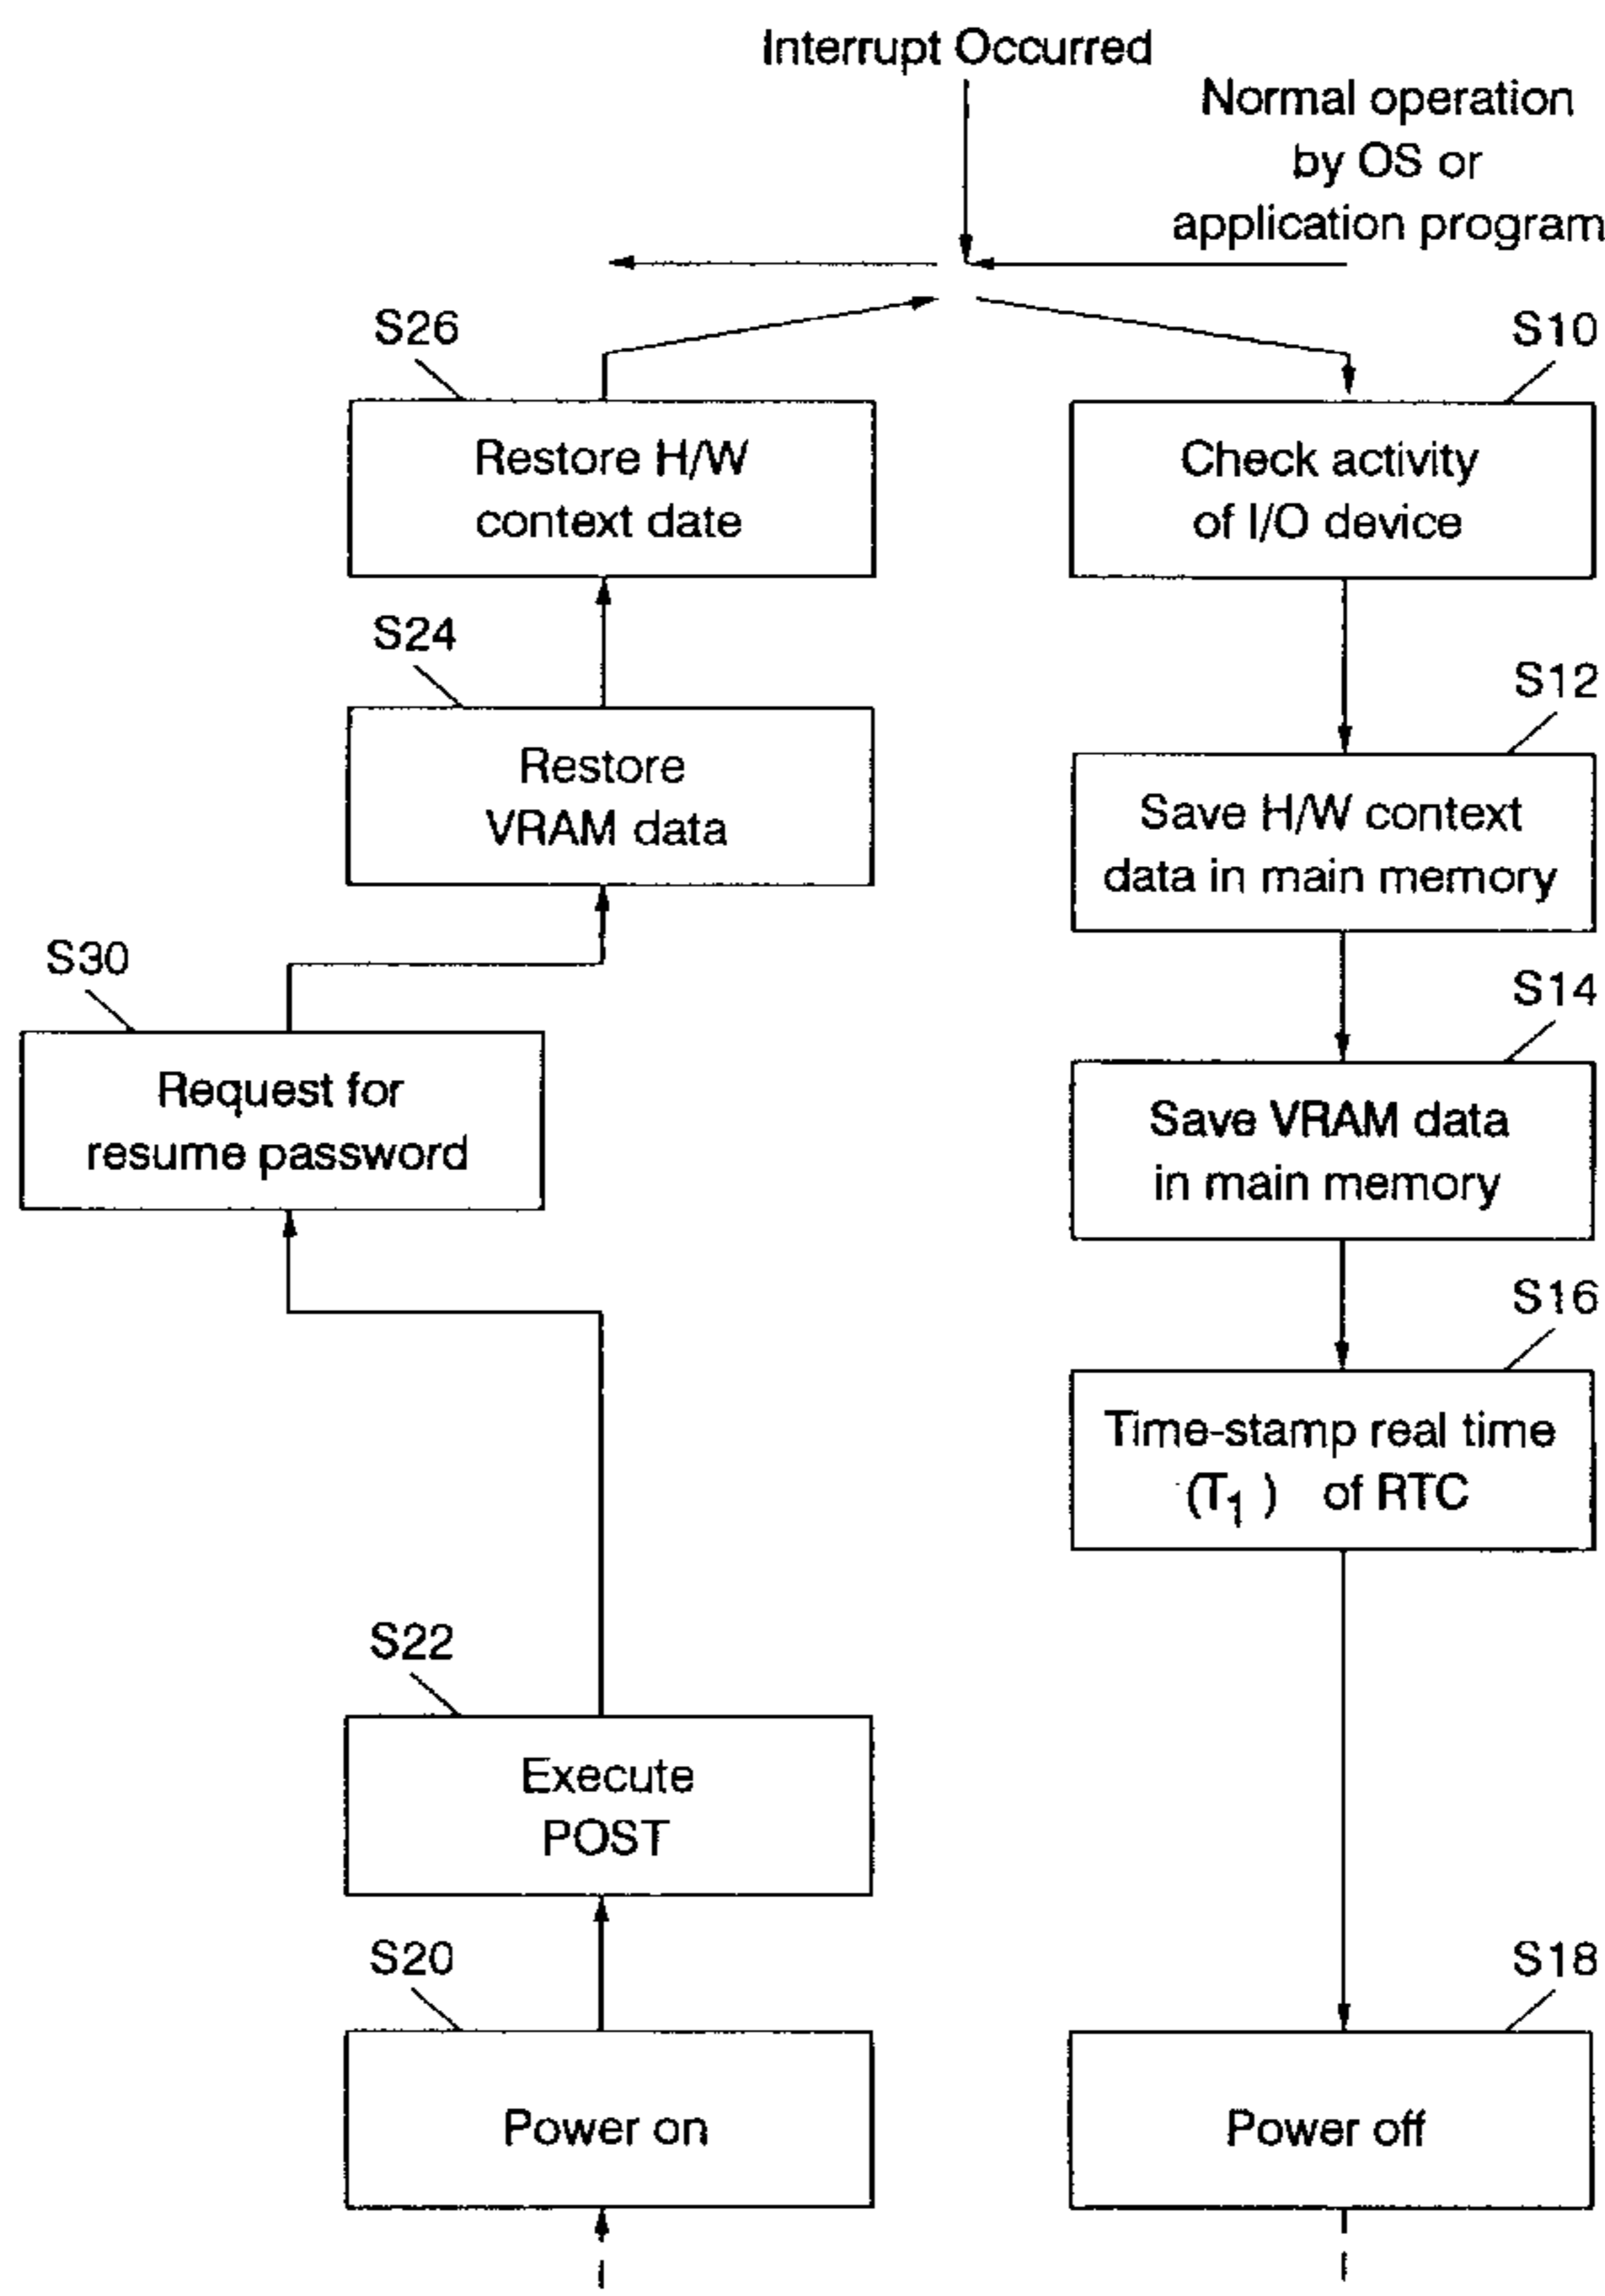 Interrupt Occurred
Normal operation
by OS or
application program
S26
Restore H/W
context date
S24
Restore
VRAM data
S30
Request for
resume password
S22
Execute
POST
S20
Power on
S10
Check activity
of I/O device
S12
Save H/W context
data in main memory
S14
Save VRAM data
in main memory
S16
Time-stamp real time
(T₁) of RTC
S18
Power off